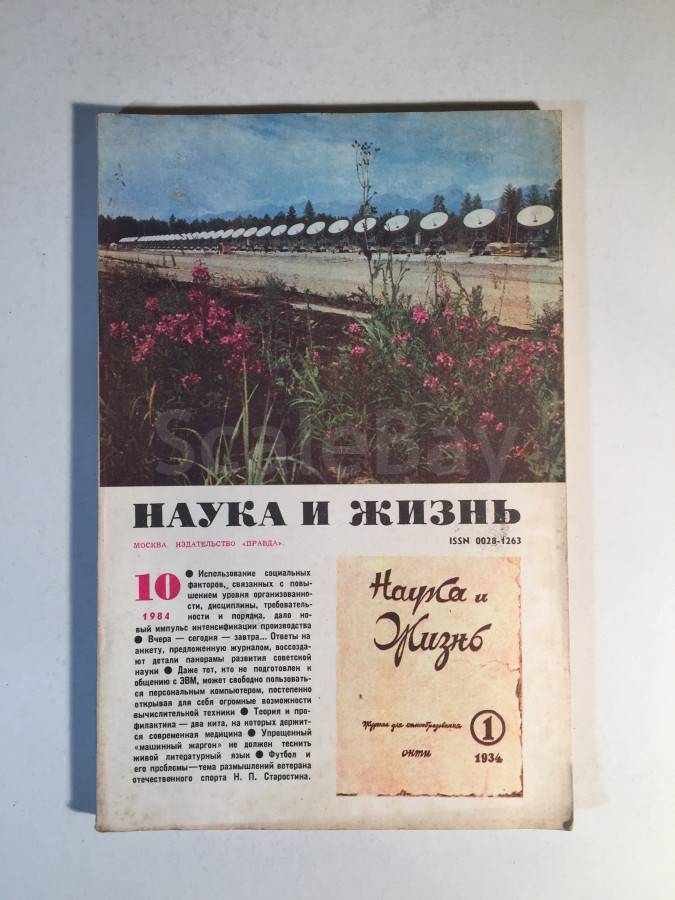 ScaleBay
НАУКА И ЖИЗНЬ
МОСКВА. ИЗДАТЕЛЬСТВО «ПРАВДА».
ISSN 0028-1263
10
1984
● Использование социальных
факторов, связанных с повы-
шением уровня организованно-
сти, дисциплины, требователь-
ности и порядка, дало но-
вый импульс интенсификации производства
● Вчера — сегодня — завтра... Ответы на
анкету, предложенную журналом, воссозда-
ют детали панорамы развития советской
науки ● Даже тот, кто не подготовлен к
общению с ЭВМ, может свободно пользовать-
ся персональным компьютером, постепенно
открывая для себя огромные возможности
вычислительной техники ● Теория и про-
филактика — два кита, на которых держит-
ся современная медицина ● Упрощенный
«машинный жаргон» не должен теснить
живой литературный язык ● Футбол и
его проблемы — тема размышлений ветерана
отечественного спорта Н. П. Старостина.
Наука и
Жизнь
Журнал для самообразования
ОНТИ
1
1934